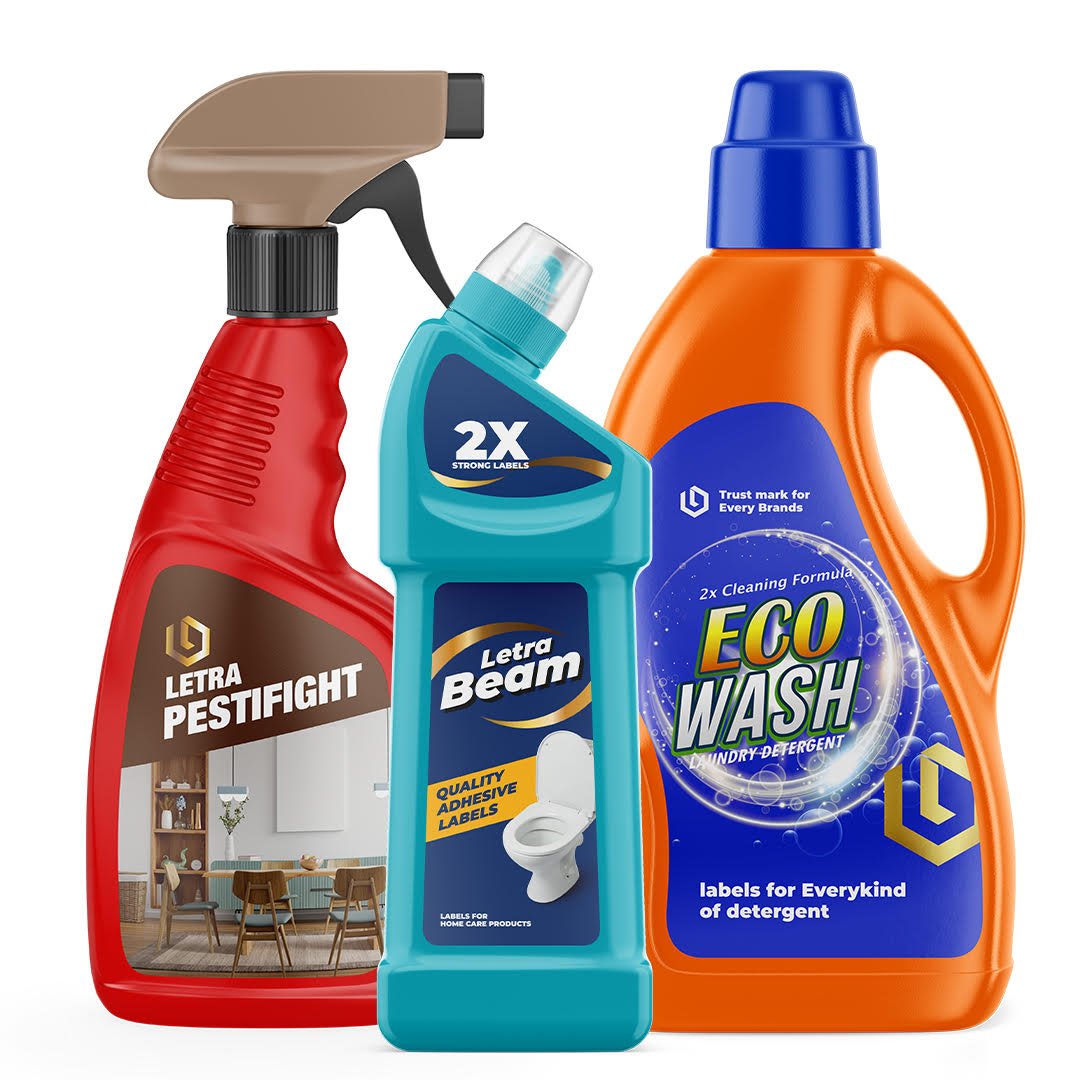 LETRA
PESTIFIGHT
2X
STRONG LABELS
Letra
Beam
QUALITY
ADHESIVE
LABELS
LABELS FOR
HOME CARE PRODUCTS
Trust mark for
Every Brands
2x Cleaning Formula
ECO
WASH
LAUNDRY DETERGENT
labels for Everykind
of detergent